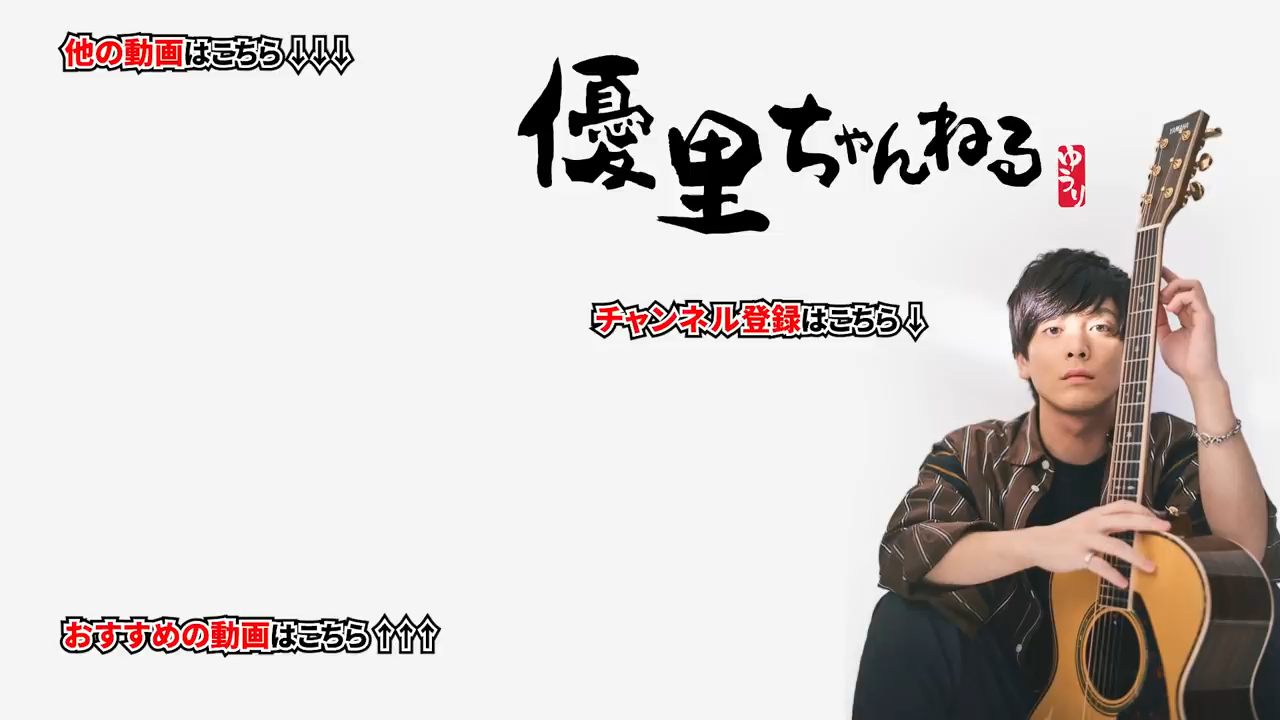 他の動画はこちら↓↓↓
優里ちゃんねる
ゆうり
YAMAHA
チャンネル登録はこちら↓
おすすめの動画はこちら↑↑↑